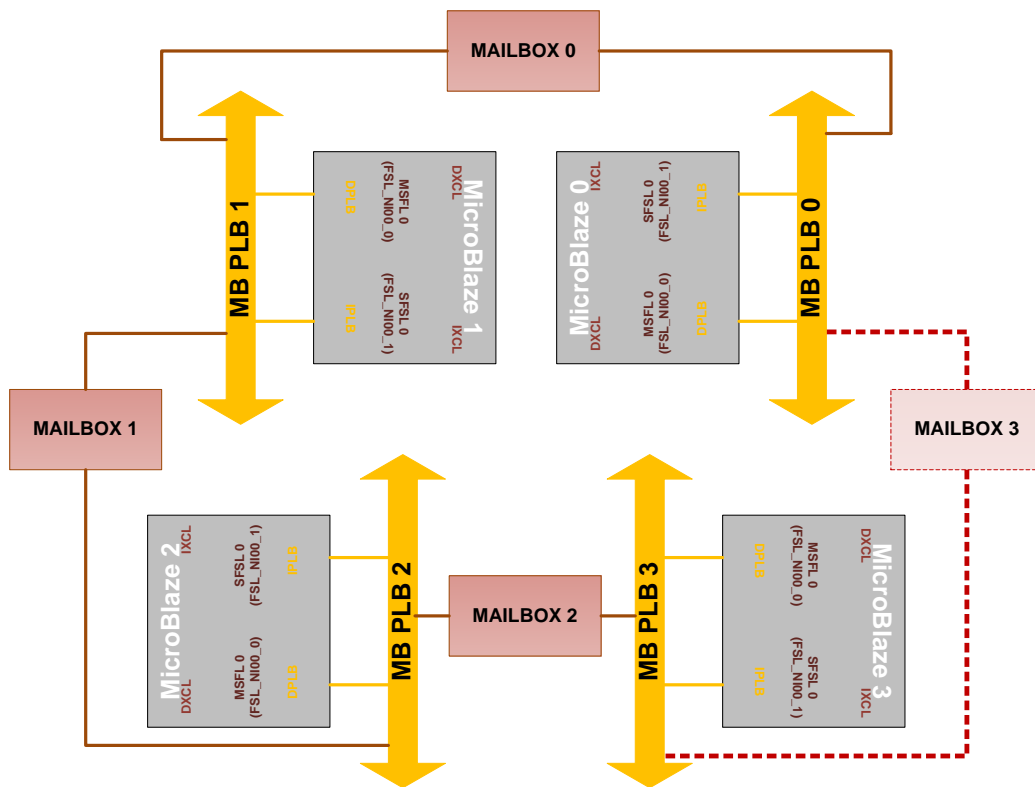 MAILBOX 0
MB PLB 1
DPLB
MSFL 0
(FSL_NI00_0)
DXCL
IPLB
SFSL 0
(FSL_NI00_1)
IXCL
MicroBlaze 1
MicroBlaze 0
IXCL
SFSL 0
(FSL_NI00_1)
IPLB
DXCL
MSFL 0
(FSL_NI00_0)
DPLB
MB PLB 0
MAILBOX 1
MAILBOX 3
MicroBlaze 2
IXCL
SFSL 0
(FSL_NI00_1)
IPLB
DXCL
MSFL 0
(FSL_NI00_0)
DPLB
MB PLB 2
MAILBOX 2
MB PLB 3
DPLB
MSFL 0
(FSL_NI00_0)
DXCL
IPLB
SFSL 0
(FSL_NI00_1)
IXCL
MicroBlaze 3